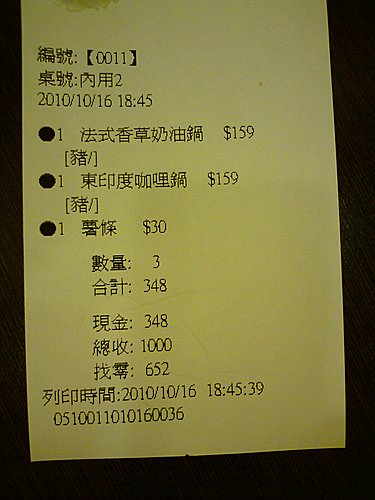 編號:【0011】
桌號:內用2
2010/10/16 18:45
●1 法式香草奶油鍋 $159
[豬/]
●1 東印度咖哩鍋 $159
[豬/]
●1 薯條 $30
數量: 3
合計: 348
現金: 348
總收: 1000
找零: 652
列印時間:2010/10/16 18:45:39
0510011010160036